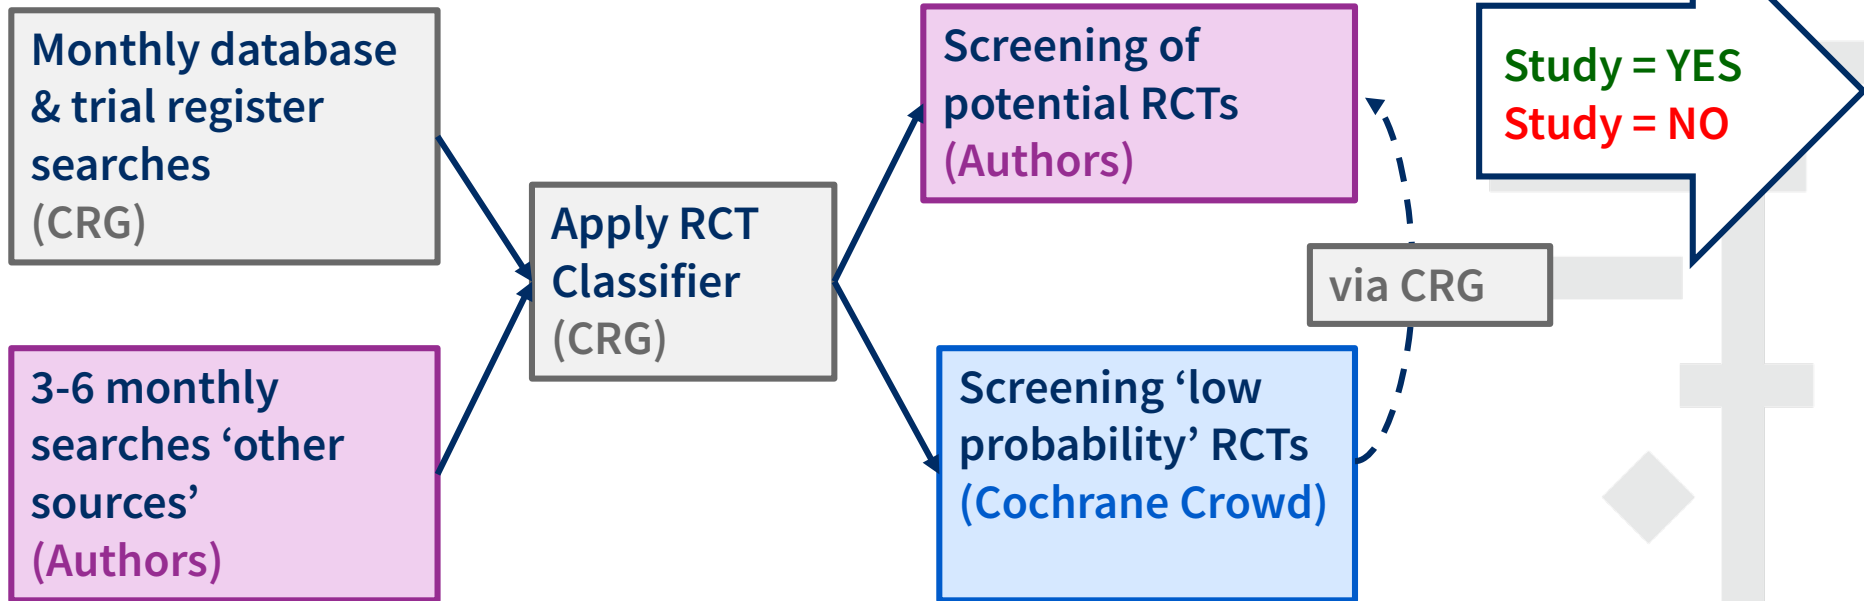 Monthly database
& trial register
searches
(CRG)
3-6 monthly
searches ‘other
sources’
(Authors)
Apply RCT
Classifier
(CRG)
Screening of
potential RCTs
(Authors)
Screening ‘low
probability’ RCTs
(Cochrane Crowd)
via CRG
Study = YES
Study = NO